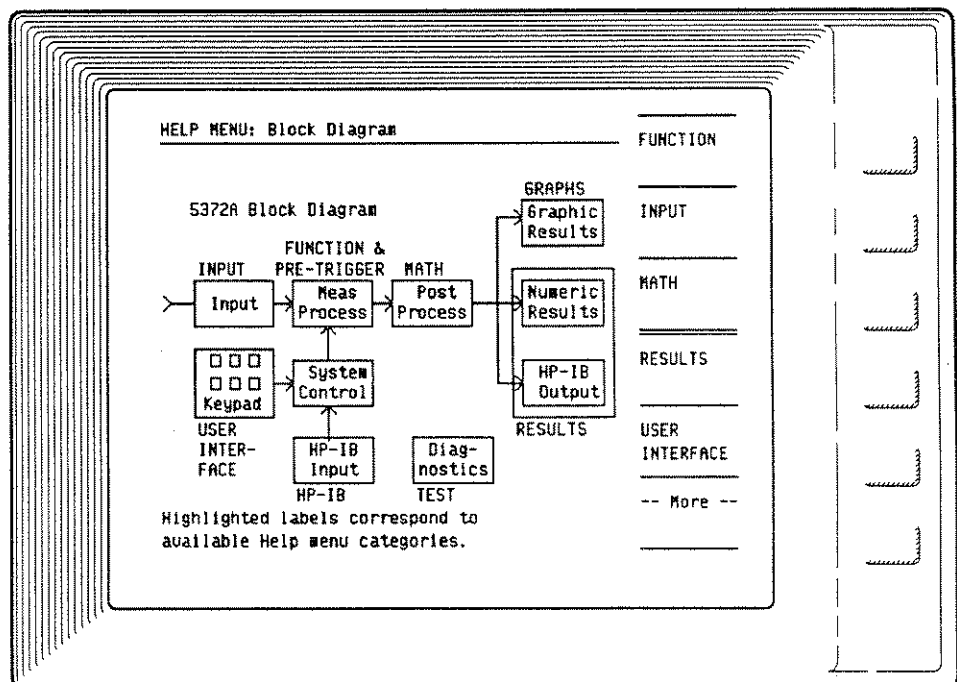 HELP MENU: Block Diagram
5372A Block Diagram
GRAPHS
Graphic
Results
FUNCTION &
PRE-TRIGGER
INPUT
MATH
Input
Meas
Process
Post
Process
Numeric
Results
Keypad
System
Control
HP-IB
Output
USER
INTER-
FACE
RESULTS
HP-IB
Input
Diag-
nostics
HP-IB
TEST
Highlighted labels correspond to
available Help menu categories.
FUNCTION
INPUT
MATH
RESULTS
USER
INTERFACE
-- More --